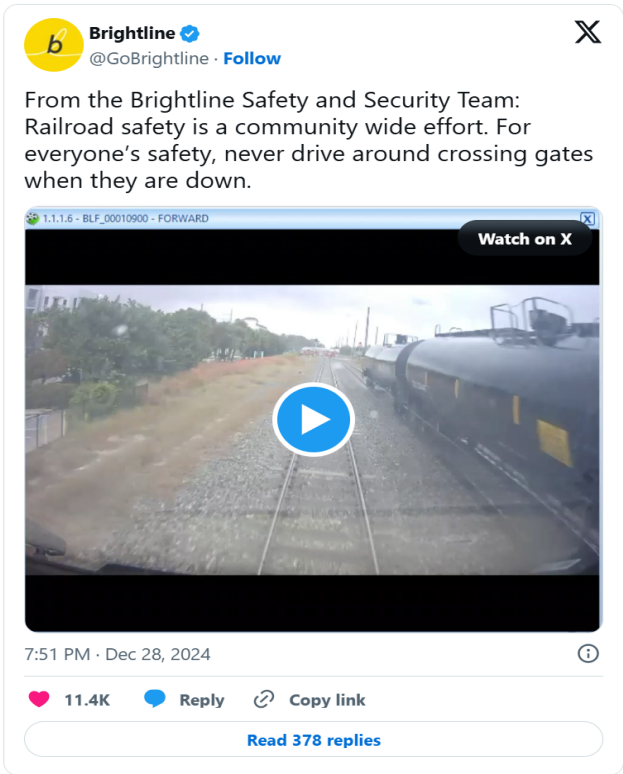 b
Brightline
@GoBrightline · Follow
From the Brightline Safety and Security Team:
Railroad safety is a community wide effort. For
everyone’s safety, never drive around crossing gates
when they are down.
1.1.1.6 - BLF_00010900 - FORWARD
Watch on X
7:51 PM · Dec 28, 2024
11.4K Reply Copy link
Read 378 replies